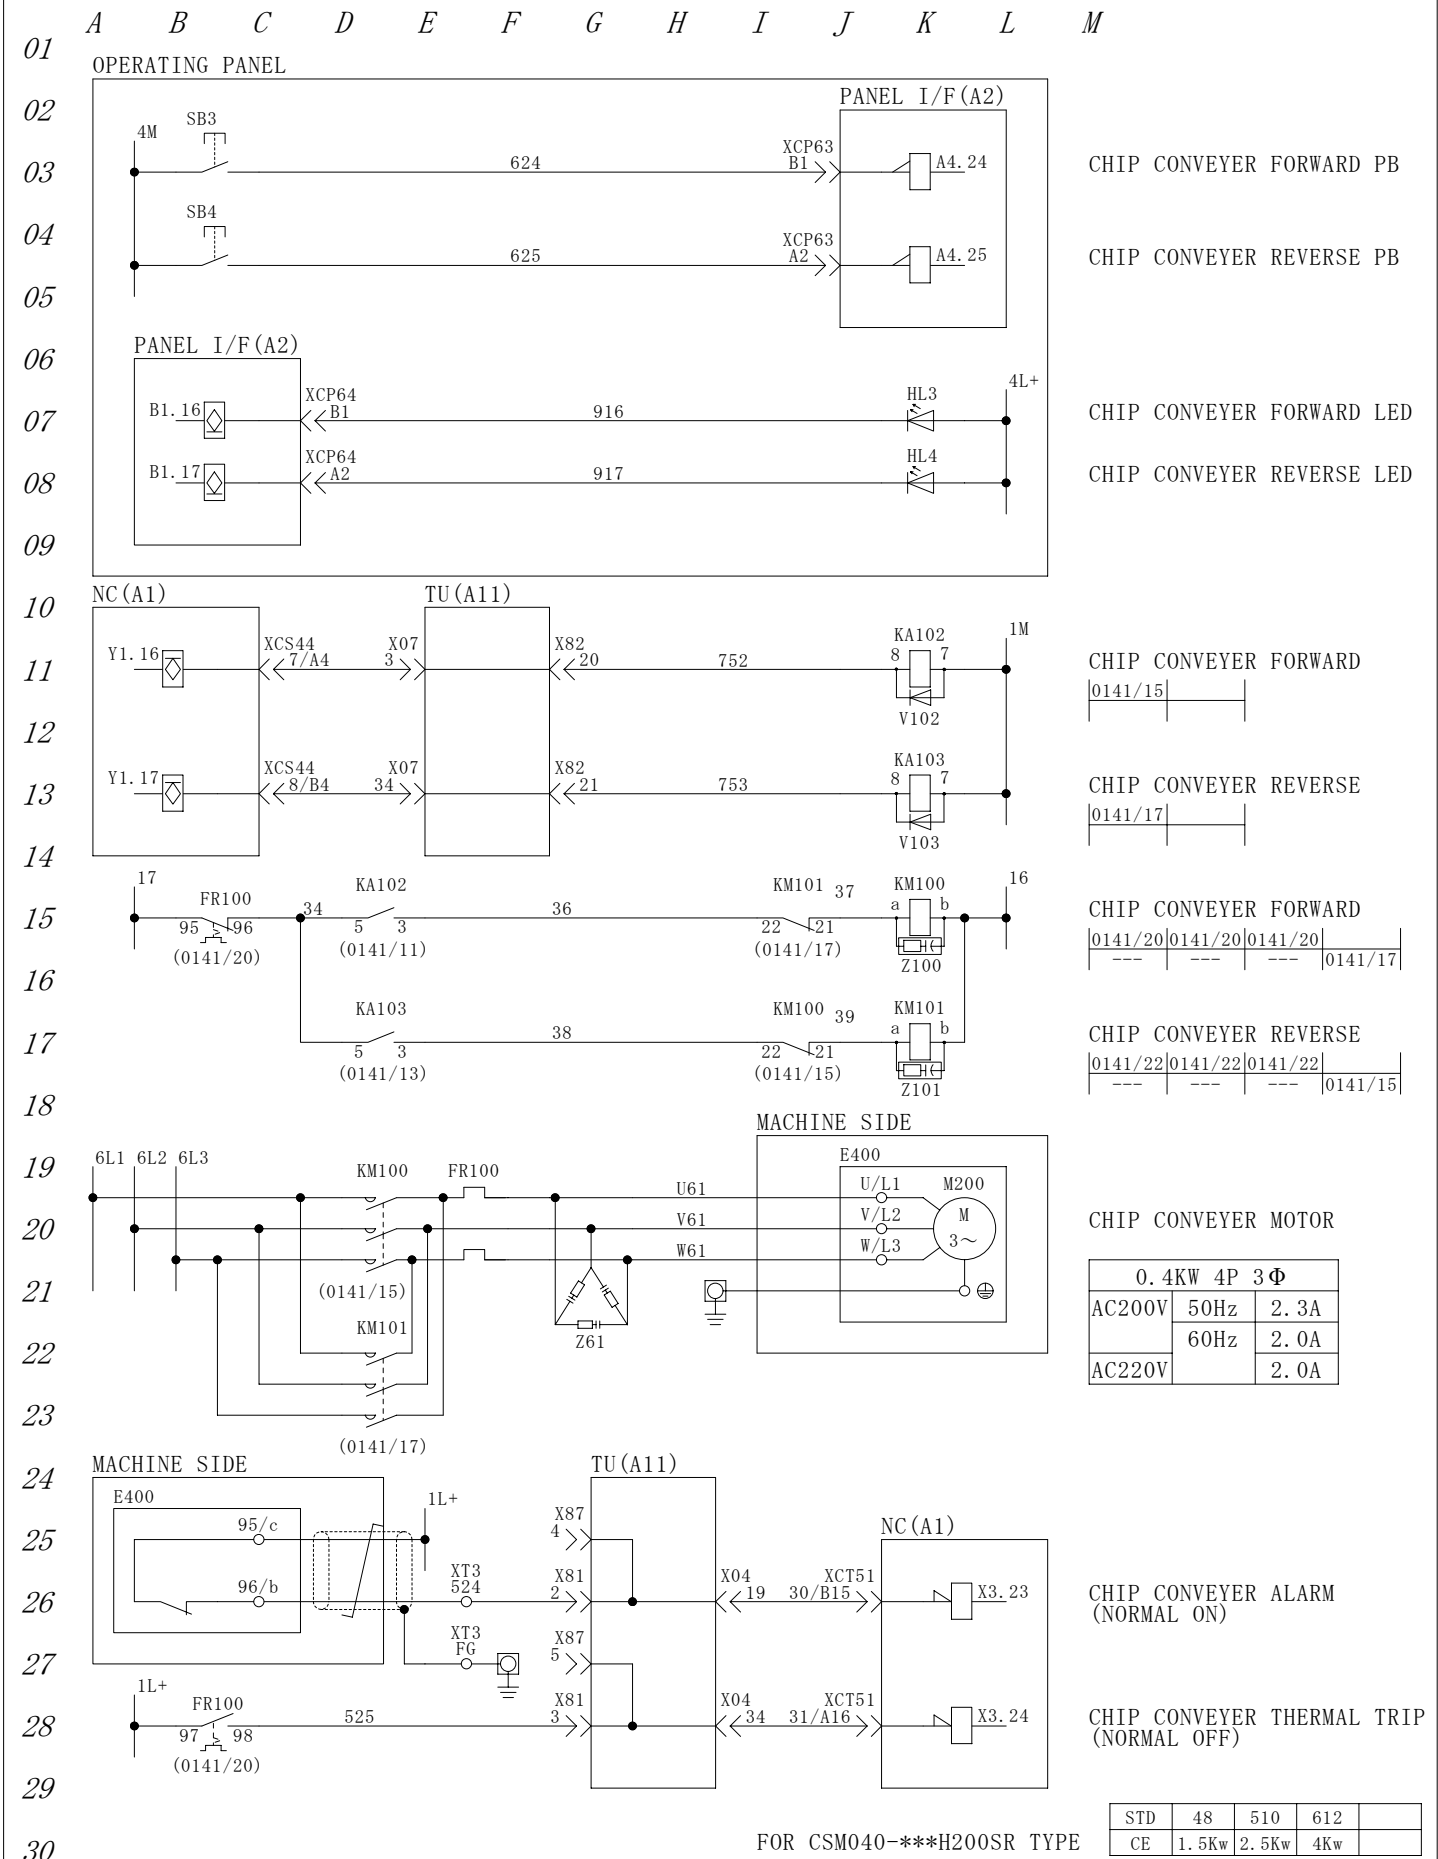 A B C D E F G H I J K L M
01
OPERATING PANEL
02
PANEL I/F(A2)
SB3
4M
XCP63
03
624
B1
A4.24
CHIP CONVEYER FORWARD PB
SB4
04
XCP63
625
A2
A4.25
CHIP CONVEYER REVERSE PB
05
06
PANEL I/F(A2)
4L+
XCP64
HL3
07
B1.16
B1
916
CHIP CONVEYER FORWARD LED
XCP64
HL4
08
B1.17
A2
917
CHIP CONVEYER REVERSE LED
09
NC(A1)
TU(A11)
10
1M
KA102
XCS44
X07
X82
11
Y1.16
7/A4
3
20
752
8 7
CHIP CONVEYER FORWARD
0141/15
V102
12
KA103
XCS44
X07
X82
13
Y1.17
8/B4
34
21
753
8 7
CHIP CONVEYER REVERSE
0141/17
V103
14
17
16
FR100
KA102
KM101
37
KM100
15
34
36
a b
CHIP CONVEYER FORWARD
95 96
5 3
22 21
0141/20 0141/20 0141/20
(0141/20)
(0141/11)
(0141/17)
Z100
--- --- --- 0141/17
16
KA103
KM100
39
KM101
17
38
a b
CHIP CONVEYER REVERSE
5 3
22 21
0141/22 0141/22 0141/22
(0141/13)
(0141/15)
Z101
--- --- --- 0141/15
18
MACHINE SIDE
19
6L1 6L2 6L3
KM100
FR100
E400
U61
U/L1
M200
20
V61
V/L2
M
3~
CHIP CONVEYER MOTOR
W61
W/L3
21
(0141/15)
0.4KW 4P 3Φ
AC200V 50Hz 2.3A
KM101
Z61
22
60Hz 2.0A
AC220V 2.0A
23
(0141/17)
24
MACHINE SIDE
TU(A11)
E400
1L+
X87
25
95/c
4
NC(A1)
XT3
X81
X04
XCT51
26
96/b
524
2
19
30/B15
X3.23
CHIP CONVEYER ALARM
(NORMAL ON)
XT3
X87
27
FG
5
1L+
FR100
X81
X04
XCT51
28
97 98
525
3
34
31/A16
X3.24
CHIP CONVEYER THERMAL TRIP
(NORMAL OFF)
(0141/20)
29
STD 48 510 612
30
FOR CSM040-***H200SR TYPE
CE 1.5Kw 2.5Kw 4Kw